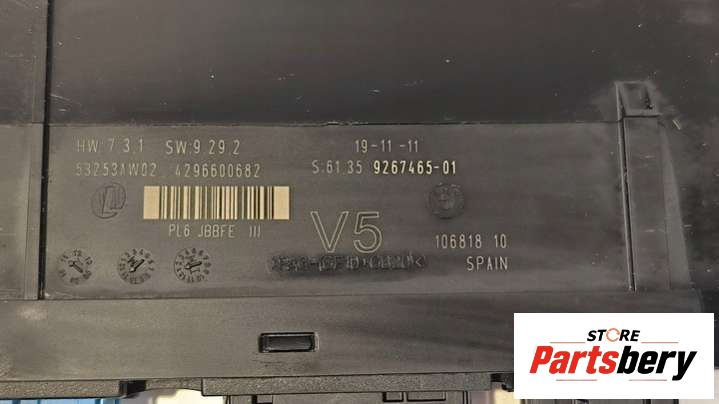 HW:7.3.1 SW:9.29.2 19-11-11
53253AW02 4296600682 S:61.35 9267465-01
PL6 JBBFE III V5 106818 10
SPAIN
STORE
Partsbery